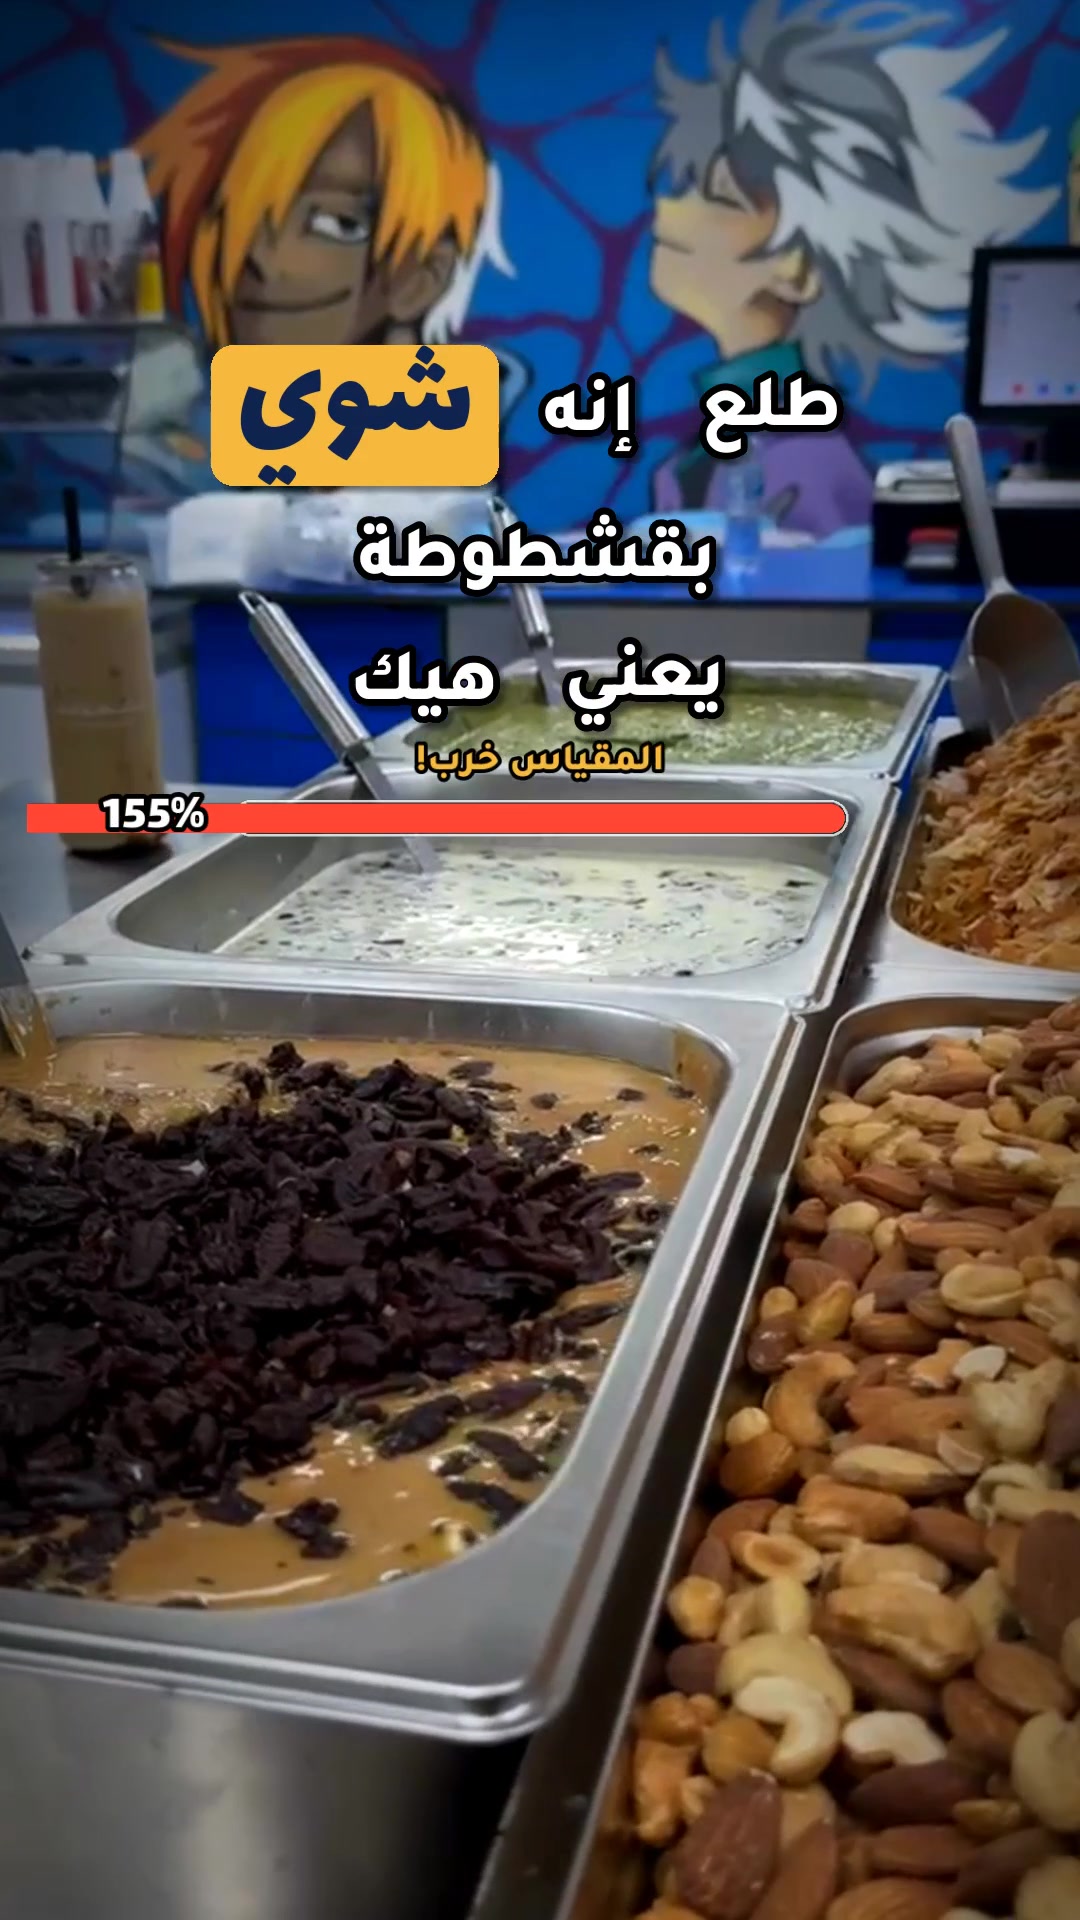 طلع إنه شوي
بقشطوطة
يعني هيك
المقياس خرب!
155%